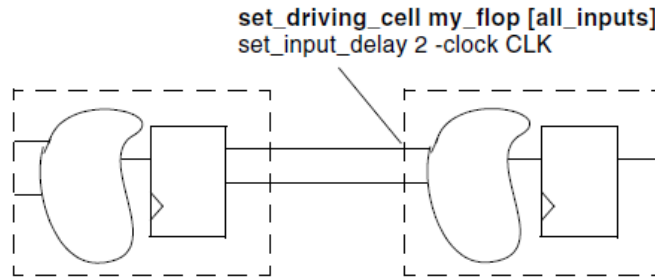 set_driving_cell my_flop [all_inputs]
set_input_delay 2 -clock CLK